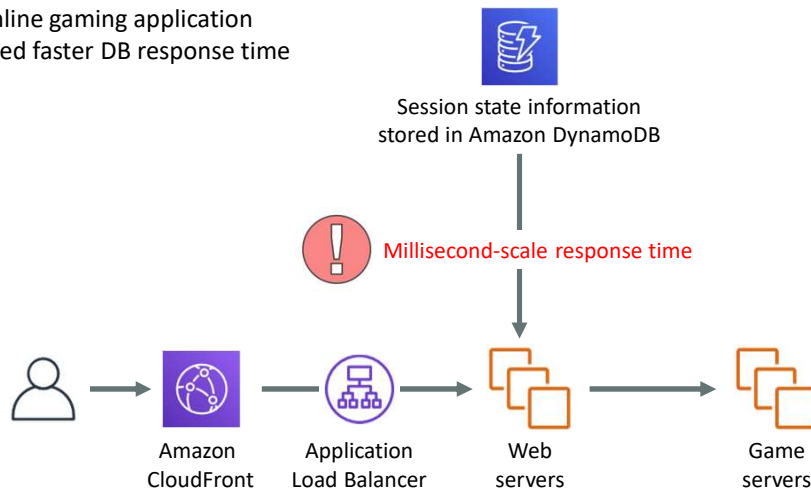 nline gaming application
ed faster DB response time
Session state information
stored in Amazon DynamoDB
Millisecond-scale response time
Amazon
CloudFront
Application
Load Balancer
Web
servers
Game
servers